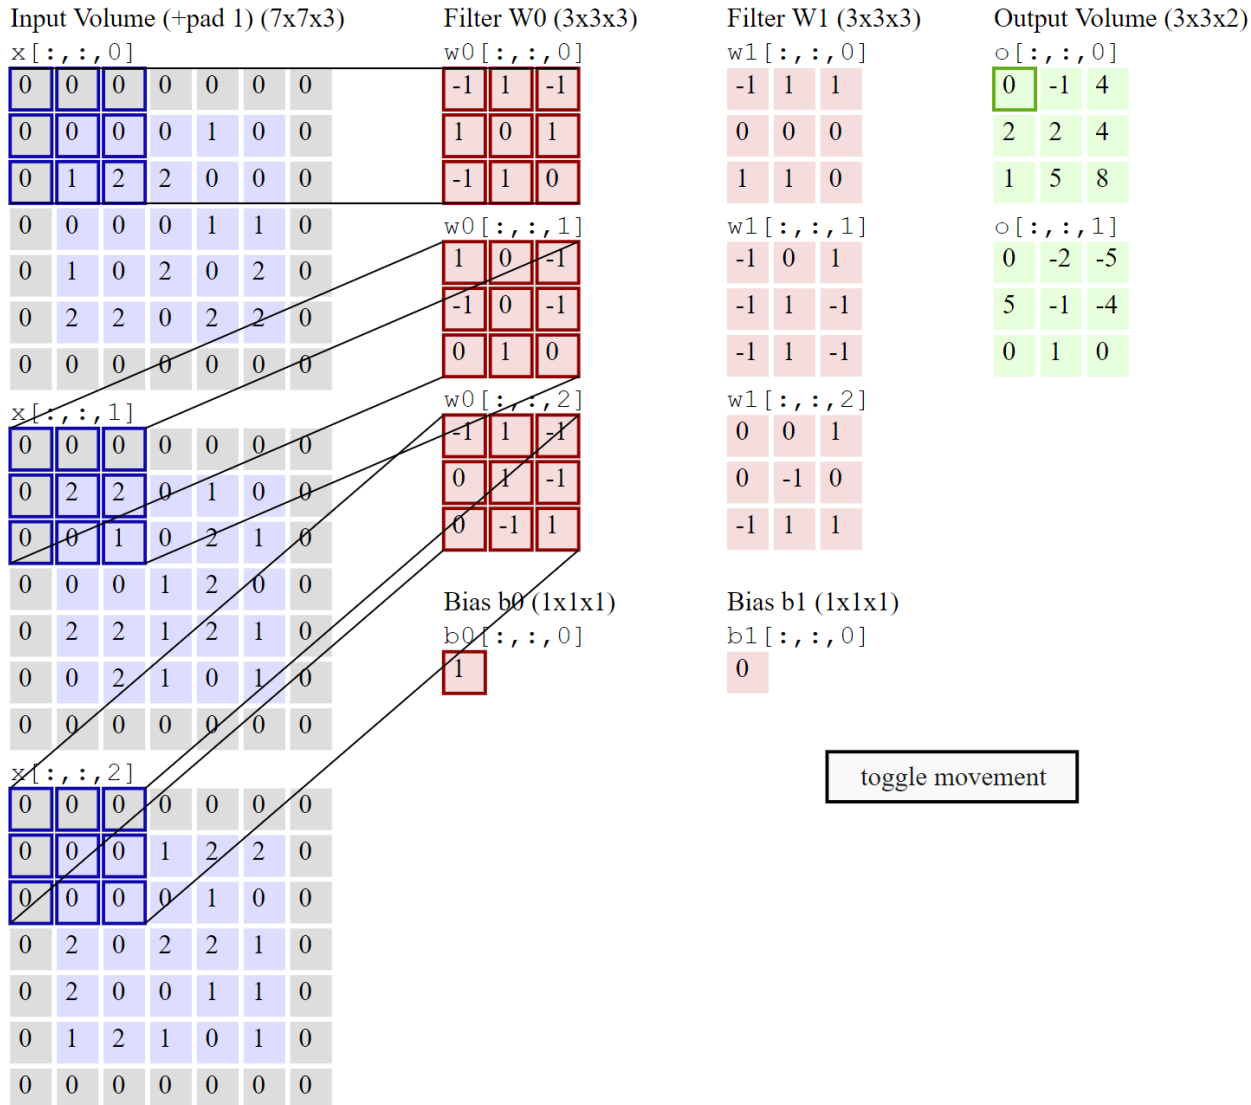 Input Volume (+pad 1) (7x7x3)
x[:,:,0]
0 0 0 0 0 0 0
0 0 0 0 1 0 0
0 1 2 2 0 0 0
0 0 0 0 1 1 0
0 1 0 2 0 2 0
0 2 2 0 2 2 0
0 0 0 0 0 0 0
x[:,:,1]
0 0 0 0 0 0 0
0 2 2 0 1 0 0
0 0 1 0 2 1 0
0 0 0 1 2 0 0
0 2 2 1 2 1 0
0 0 2 1 0 1 0
0 0 0 0 0 0 0
x[:,:,2]
0 0 0 0 0 0 0
0 0 0 1 2 2 0
0 0 0 0 1 0 0
0 2 0 2 2 1 0
0 2 0 0 1 1 0
0 1 2 1 0 1 0
0 0 0 0 0 0 0
Filter W0 (3x3x3)
w0[:,:,0]
-1 1 -1
1 0 1
-1 1 0
w0[:,:,1]
1 0 -1
-1 0 -1
0 1 0
w0[:,:,2]
-1 1 -1
0 1 -1
0 -1 1
Bias b0 (1x1x1)
b0[:,:,0]
1
Filter W1 (3x3x3)
w1[:,:,0]
-1 1 1
0 0 0
1 1 0
w1[:,:,1]
-1 0 1
-1 1 -1
-1 1 -1
w1[:,:,2]
0 0 1
0 -1 0
-1 1 1
Bias b1 (1x1x1)
b1[:,:,0]
0
Output Volume (3x3x2)
o[:,:,0]
0 -1 4
2 2 4
1 5 8
o[:,:,1]
0 -2 -5
5 -1 -4
0 1 0
toggle movement